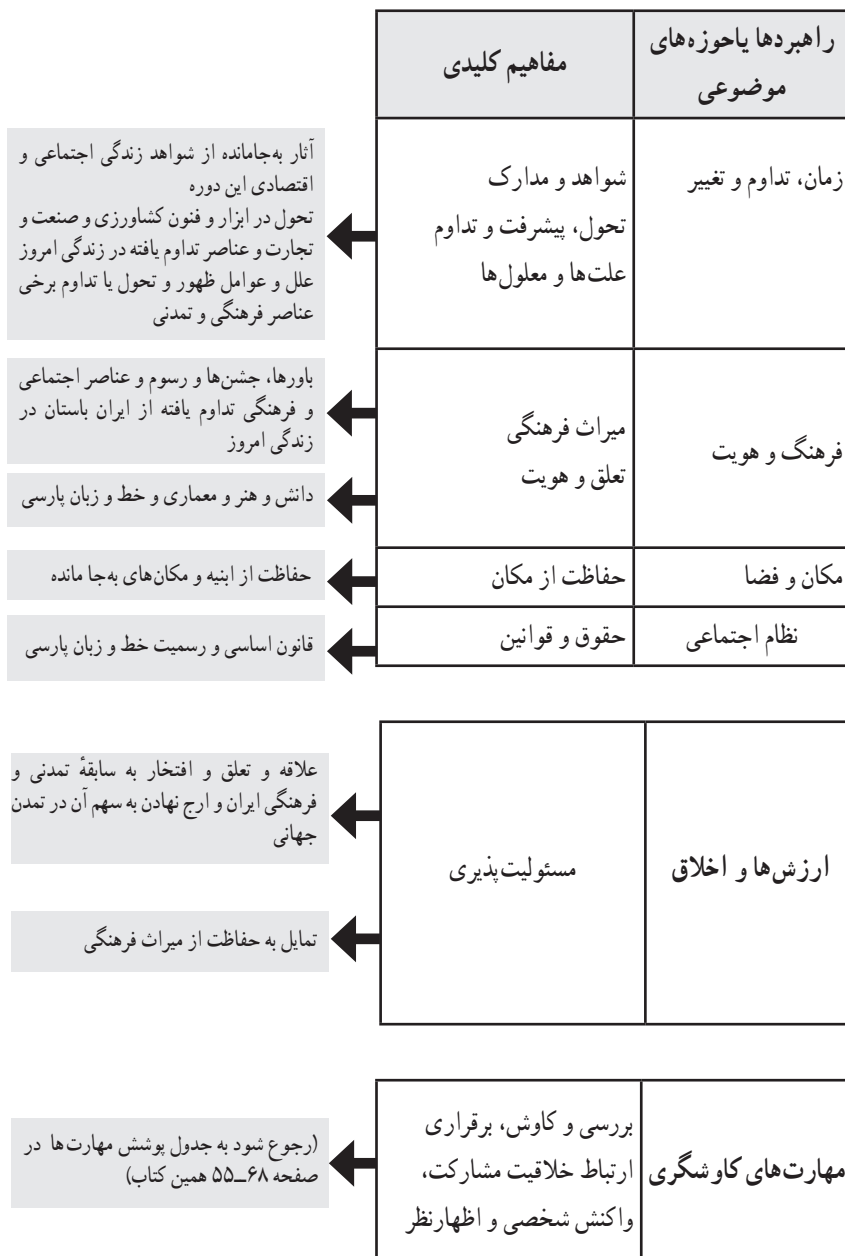 راهبردها یاحوزه‌های
موضوعی
مفاهیم کلیدی
زمان، تداوم و تغییر
شواهد و مدارک
تحول، پیشرفت و تداوم
علت‌ها و معلول‌ها
آثار به‌جامانده از شواهد زندگی اجتماعی و
اقتصادی این دوره
تحول در ابزار و فنون کشاورزی و صنعت و
تجارت و عناصر تداوم یافته در زندگی امروز
علل و عوامل ظهور و تحول یا تداوم برخی
عناصر فرهنگی و تمدنی
فرهنگ و هویت
میراث فرهنگی
تعلق و هویت
باورها، جشن‌ها و رسوم و عناصر اجتماعی
و فرهنگی تداوم یافته از ایران باستان در
زندگی امروز
دانش و هنر و معماری و خط و زبان پارسی
مکان و فضا
حفاظت از مکان
حفاظت از ابنیه و مکان‌های به‌جا مانده
نظام اجتماعی
حقوق و قوانین
قانون اساسی و رسمیت خط و زبان پارسی
ارزش‌ها و اخلاق
مسئولیت‌پذیری
علاقه و تعلق و افتخار به سابقهٔ تمدنی و
فرهنگی ایران و ارج نهادن به سهم آن در تمدن
جهانی
تمایل به حفاظت از میراث فرهنگی
مهارت‌های کاوشگری
بررسی و کاوش، برقراری
ارتباط خلاقیت مشارکت،
واکنش شخصی و اظهارنظر
(رجوع شود به جدول پوشش مهارت‌ها در
صفحه ۶۸ــ۵۵ همین کتاب)